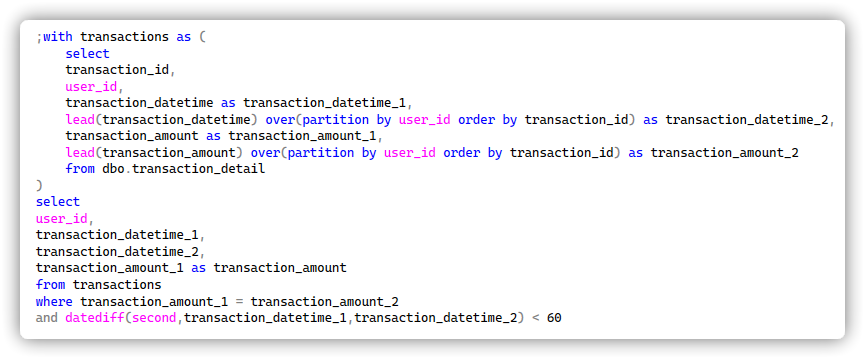 ;with transactions as (
select
transaction_id,
user_id,
transaction_datetime as transaction_datetime_1,
lead(transaction_datetime) over(partition by user_id order by transaction_id) as transaction_datetime_2,
transaction_amount as transaction_amount_1,
lead(transaction_amount) over(partition by user_id order by transaction_id) as transaction_amount_2
from dbo.transaction_detail
)
select
user_id,
transaction_datetime_1,
transaction_datetime_2,
transaction_amount_1 as transaction_amount
from transactions
where transaction_amount_1 = transaction_amount_2
and datediff(second,transaction_datetime_1,transaction_datetime_2) < 60